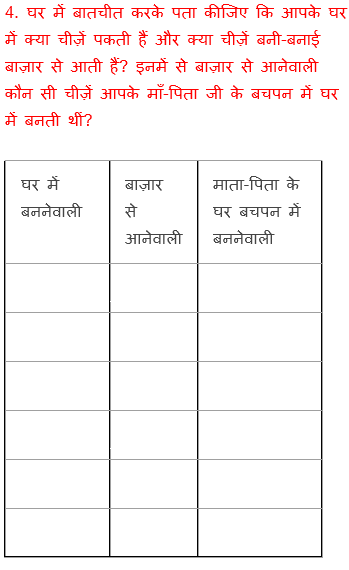 4. घर में बातचीत करके पता कीजिए कि आपके घर
में क्या चीज़ें पकती हैं और क्या चीज़ें बनी-बनाई
बाज़ार से आती हैं? इनमें से बाज़ार से आनेवाली
कौन सी चीज़ें आपके माँ-पिता जी के बचपन में घर
में बनती थीं?
घर में
बननेवाली
बाज़ार
से
आनेवाली
माता-पिता के
घर बचपन में
बननेवाली